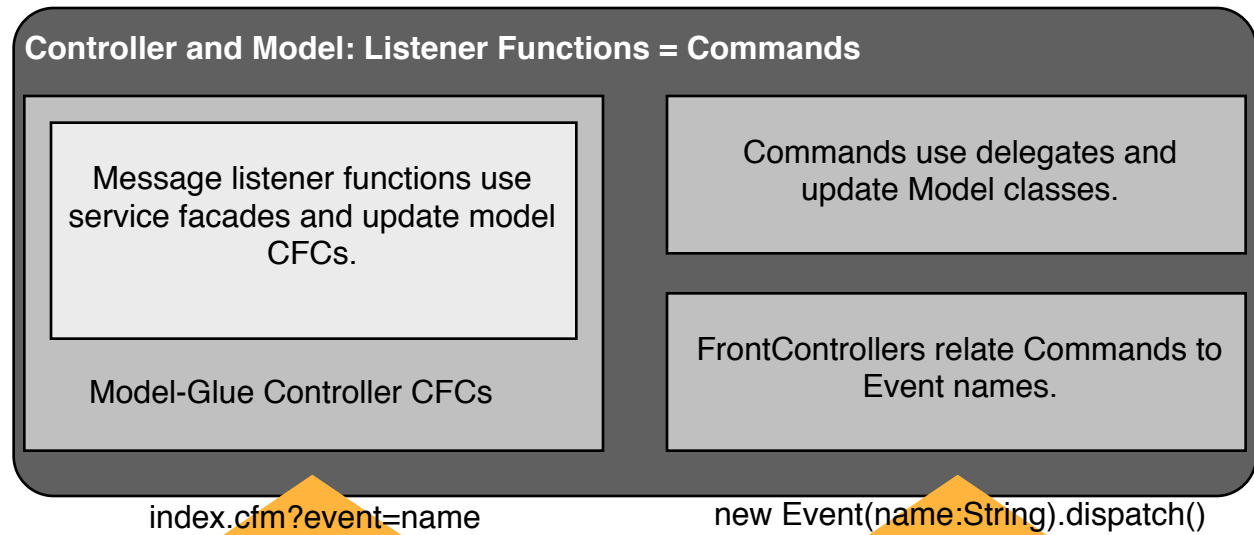 Controller and Model: Listener Functions = Commands
Message listener functions use
service facades and update model
CFCs.
Model-Glue Controller CFCs
Commands use delegates and
update Model classes.
FrontControllers relate Commands to
Event names.
index.cfm?event=name
new Event(name:String).dispatch()